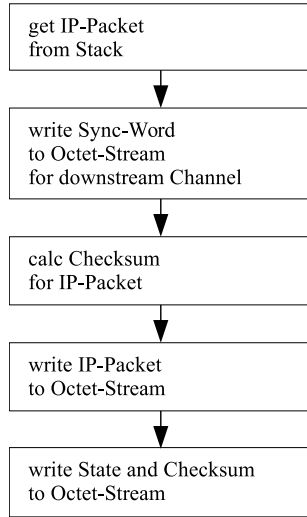 get IP-Packet
from Stack
write Sync-Word
to Octet-Stream
for downstream Channel
calc Checksum
for IP-Packet
write IP-Packet
to Octet-Stream
write State and Checksum
to Octet-Stream